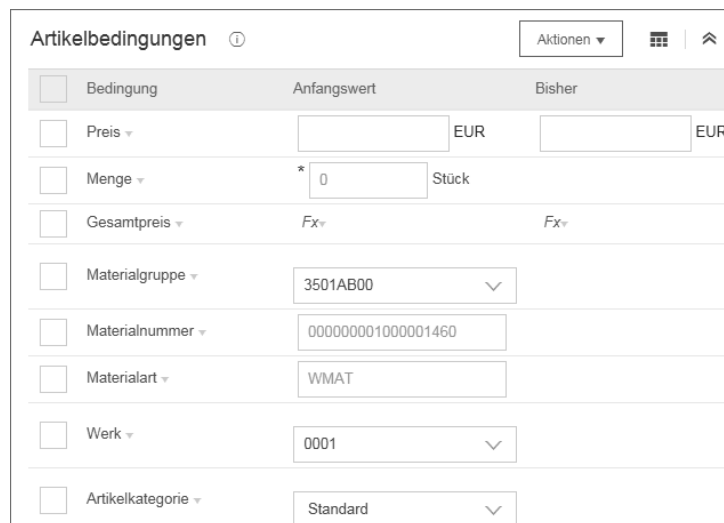 Artikelbedingungen Aktionen
Bedingung Anfangswert Bisher
Preis EUR EUR
Menge * 0 Stück
Gesamtpreis Fx Fx
Materialgruppe 3501AB00
Materialnummer 000000001000001460
Materialart WMAT
Werk 0001
Artikelkategorie Standard